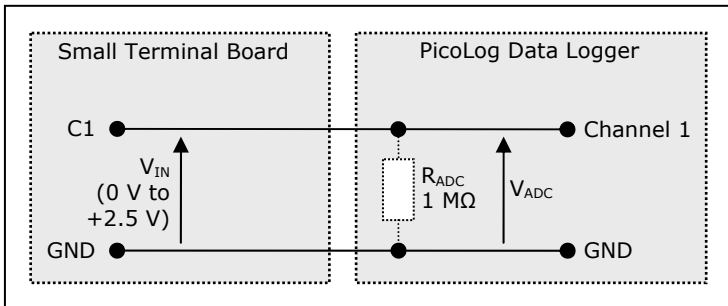 Small Terminal Board
PicoLog Data Logger
C1
Channel 1
VIN
(0 V to
+2.5 V)
RADC
1 MΩ
VADC
GND
GND